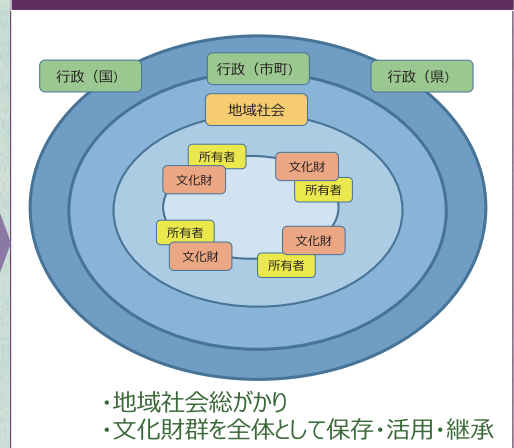 行政（国）
行政（市町）
行政（県）
地域社会
所有者
文化財
文化財
所有者
所有者
文化財
文化財
所有者
・地域社会総がかり
・文化財群を全体として保存・活用・継承